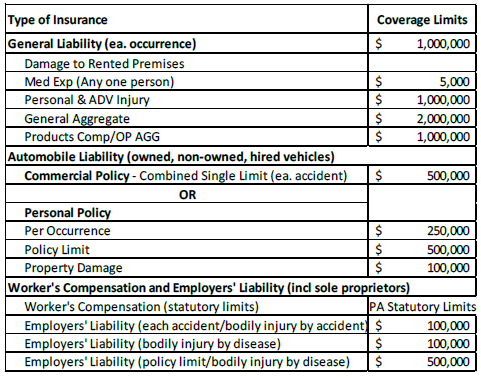 Type of Insurance Coverage Limits
General Liability (ea. occurrence) $ 1,000,000
Damage to Rented Premises
Med Exp (Any one person) $ 5,000
Personal & ADV Injury $ 1,000,000
General Aggregate $ 2,000,000
Products Comp/OP AGG $ 1,000,000
Automobile Liability (owned, non-owned, hired vehicles)
Commercial Policy - Combined Single Limit (ea. accident) $ 500,000
OR
Personal Policy
Per Occurrence $ 250,000
Policy Limit $ 500,000
Property Damage $ 100,000
Worker's Compensation and Employers' Liability (incl sole proprietors)
Worker's Compensation (statutory limits) PA Statutory Limits
Employers' Liability (each accident/bodily injury by accident) $ 100,000
Employers' Liability (bodily injury by disease) $ 100,000
Employers' Liability (policy limit/bodily injury by disease) $ 500,000